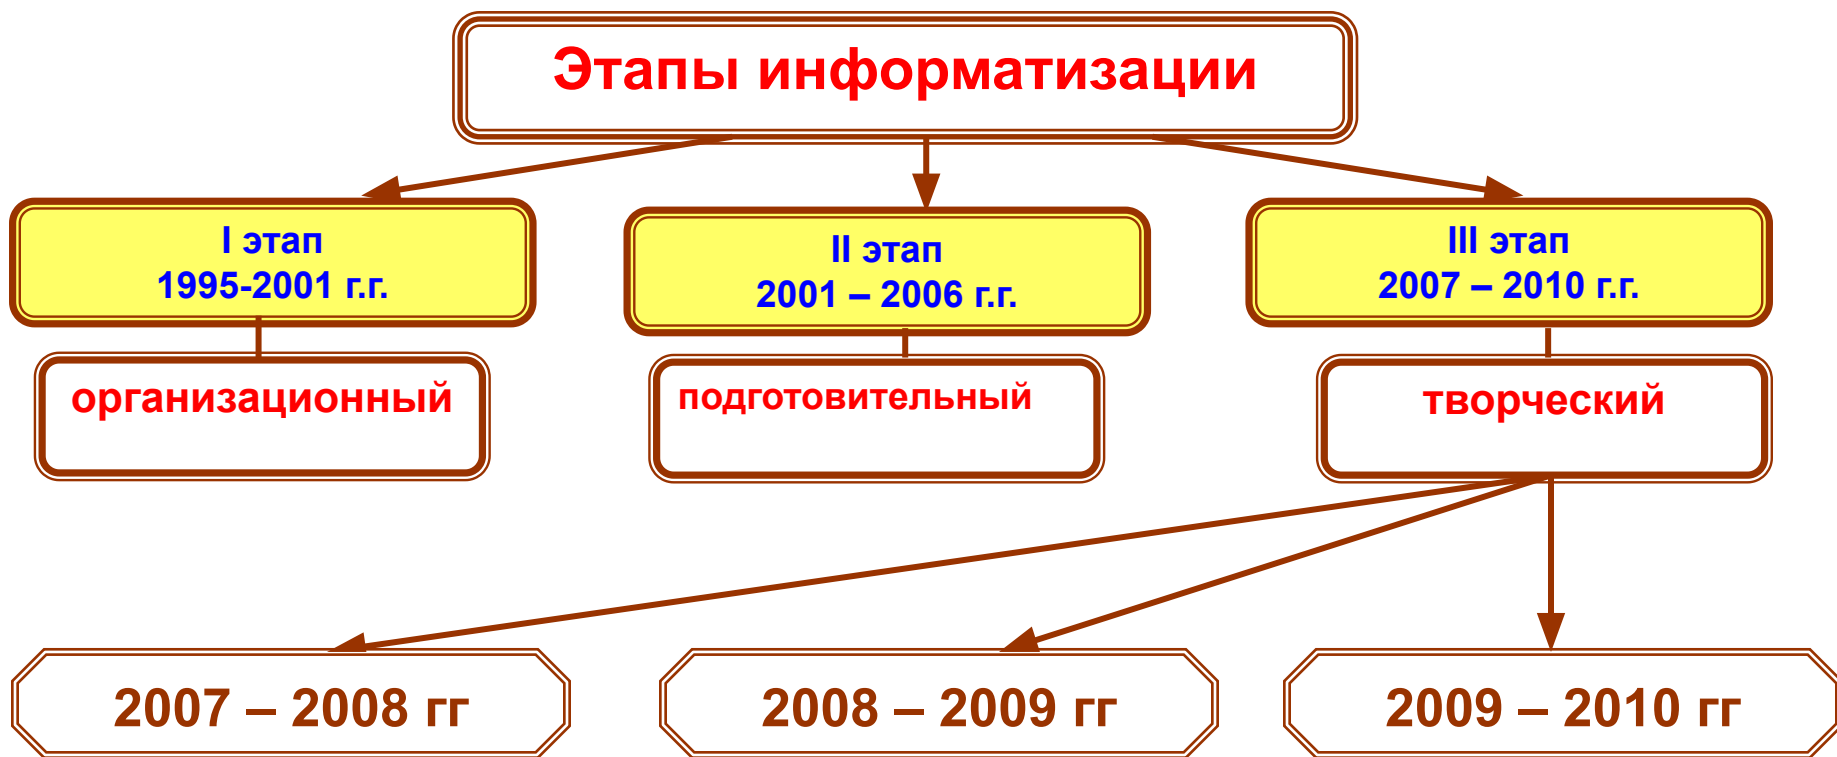 Этапы информатизации
I этап
1995-2001 г.г.
II этап
2001 – 2006 г.г.
III этап
2007 – 2010 г.г.
организационный
подготовительный
творческий
2007 – 2008 гг
2008 – 2009 гг
2009 – 2010 гг